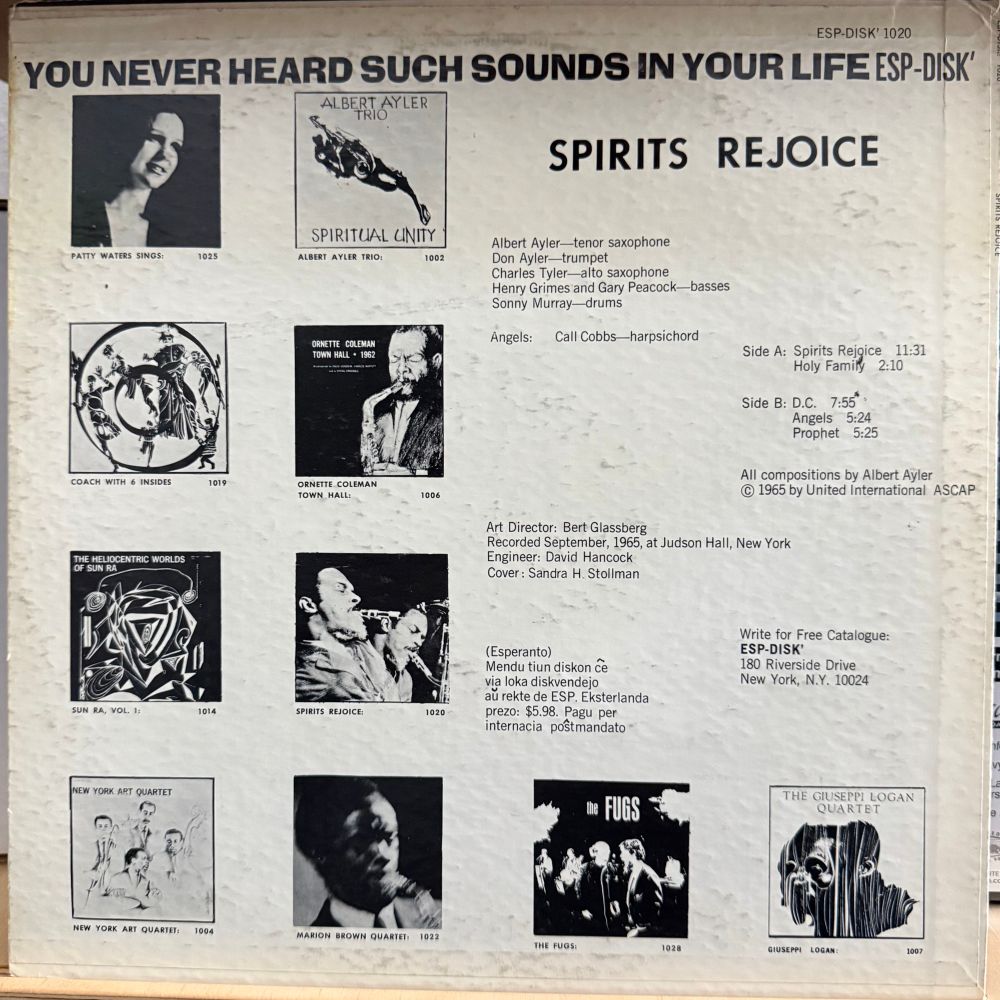 ESP-DISK' 1020
YOU NEVER HEARD SUCH SOUNDS IN YOUR LIFE ESP-DISK'
PATTY WATERS SINGS: 1025
ALBERT AYLER
TRIO
SPIRITUAL UNITY
ALBERT AYLER TRIO: 1002
COACH WITH 6 INSIDES 1019
ORNETTE COLEMAN
TOWN HALL • 1962
ORNETTE COLEMAN
TOWN HALL: 1006
THE HELIOCENTRIC WORLDS
OF SUN RA
SUN RA, VOL. 1: 1014
SPIRITS REJOICE: 1020
NEW YORK ART QUARTET
NEW YORK ART QUARTET: 1004
MARION BROWN QUARTET: 1022
the FUGS
THE FUGS: 1028
THE GIUSEPPI LOGAN
QUARTET
GIUSEPPI LOGAN: 1007
SPIRITS REJOICE
Albert Ayler—tenor saxophone
Don Ayler—trumpet
Charles Tyler—alto saxophone
Henry Grimes and Gary Peacock—basses
Sonny Murray—drums
Angels: Call Cobbs—harpsichord
Side A: Spirits Rejoice 11:31
Holy Family 2:10
Side B: D.C. 7:55
Angels 5:24
Prophet 5:25
All compositions by Albert Ayler
© 1965 by United International ASCAP
Art Director: Bert Glassberg
Recorded September, 1965, at Judson Hall, New York
Engineer: David Hancock
Cover: Sandra H. Stollman
(Esperanto)
Mendu tiun diskon ĉe
via loka diskvendejo
aŭ rekte de ESP. Eksterlanda
prezo: $5.98. Pagu per
internacia poŝtmandato
Write for Free Catalogue:
ESP-DISK'
180 Riverside Drive
New York, N.Y. 10024
SPIRITS REJOICE